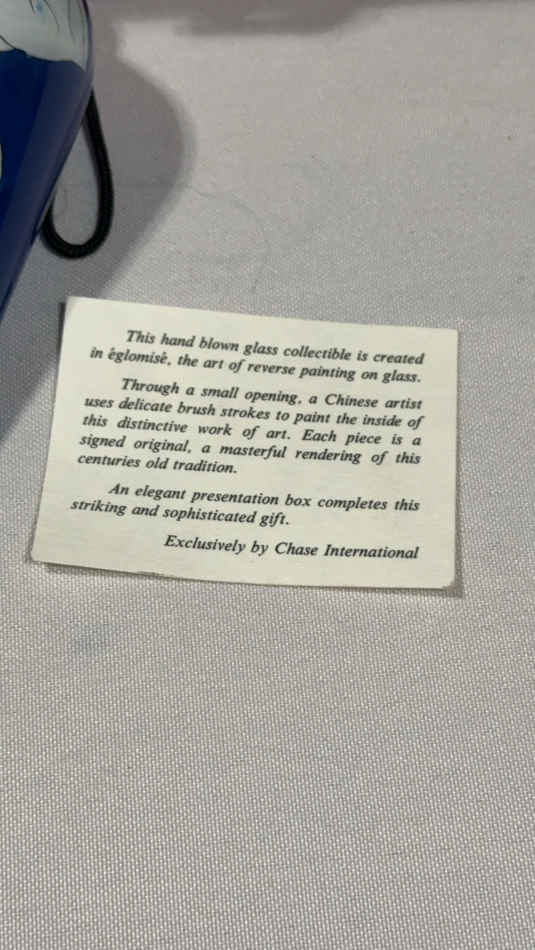 This hand blown glass collectible is created
in êglomisê, the art of reverse painting on glass.
Through a small opening, a Chinese artist
uses delicate brush strokes to paint the inside of
this distinctive work of art. Each piece is a
signed original, a masterful rendering of this
centuries old tradition.
An elegant presentation box completes this
striking and sophisticated gift.
Exclusively by Chase International